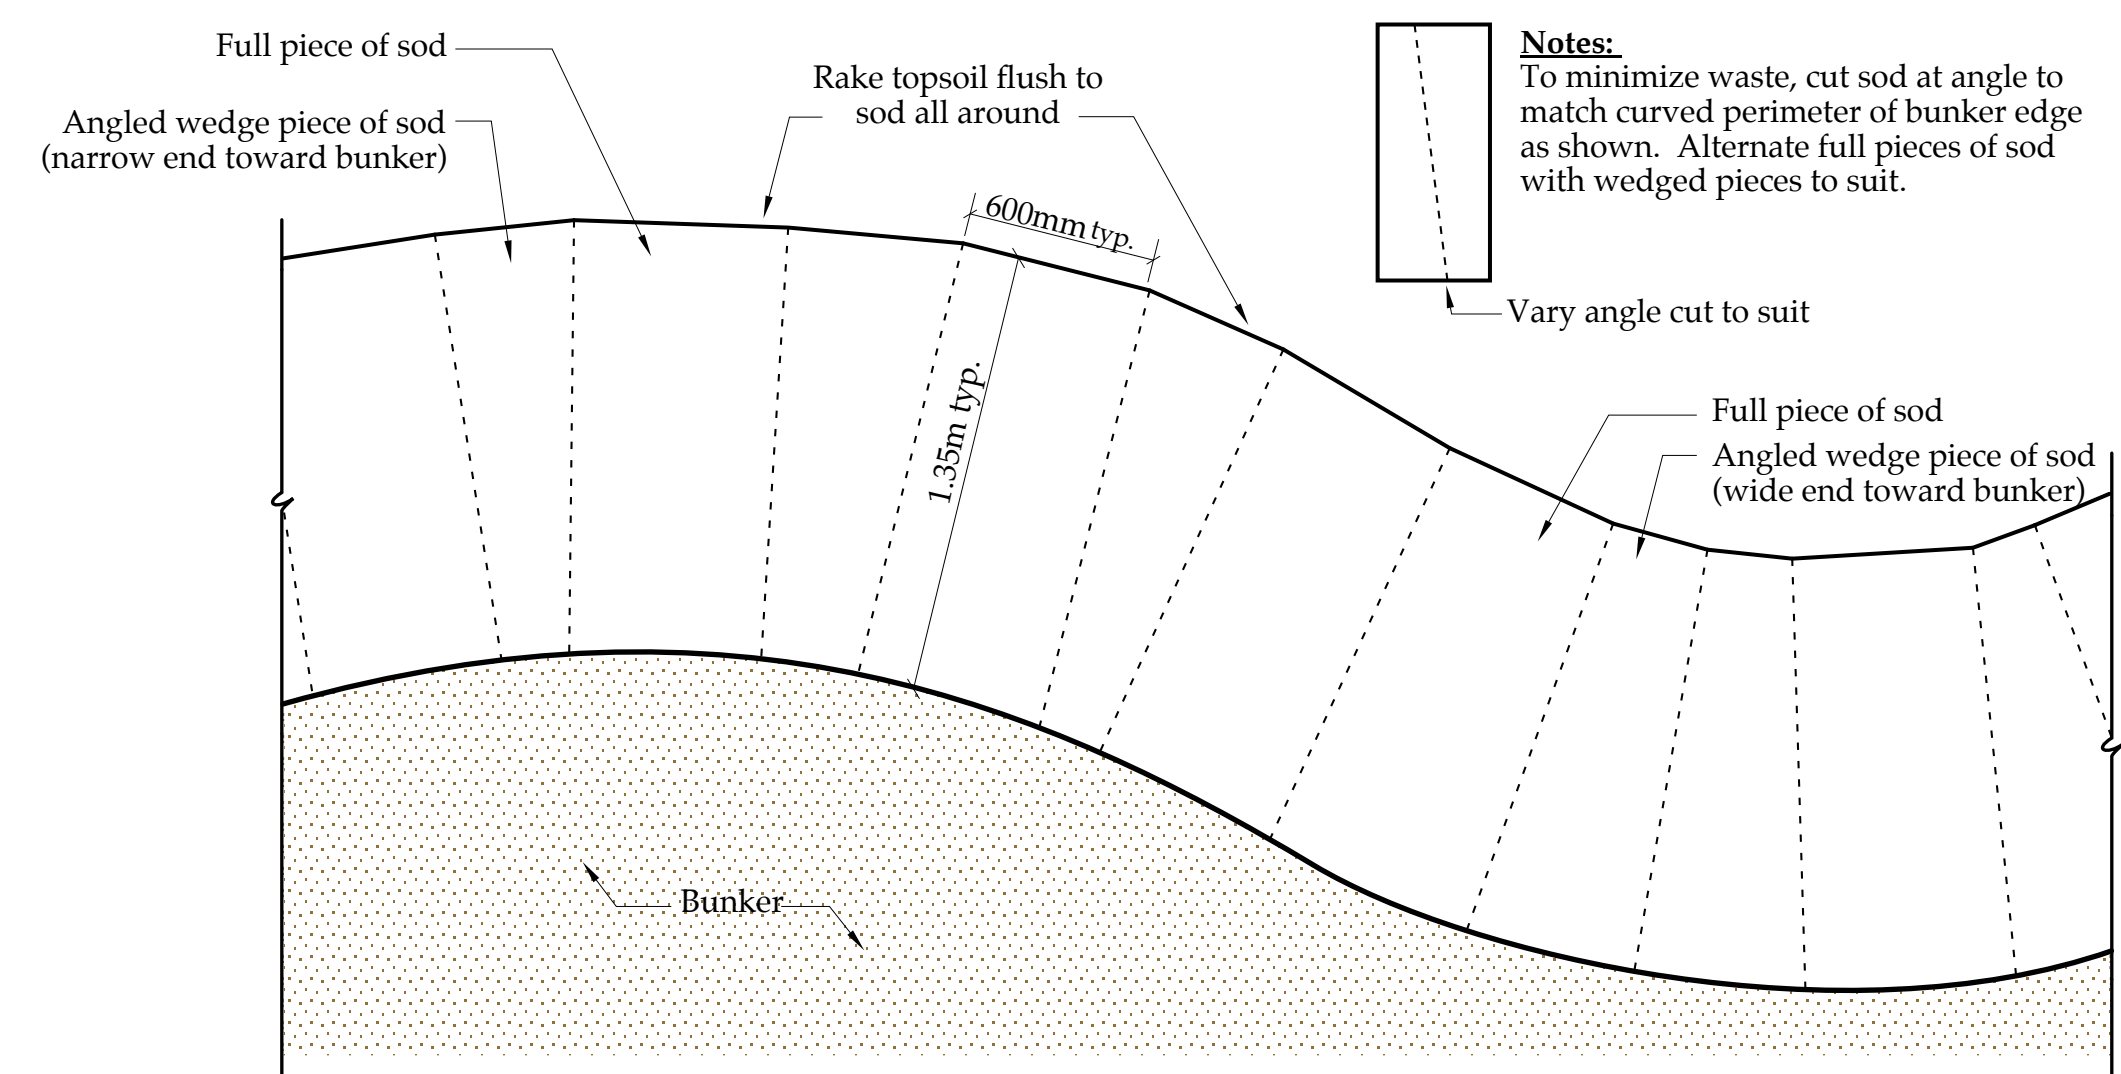 Full piece of sod
Angled wedge piece of sod
(narrow end toward bunker)
Rake topsoil flush to
sod all around
600mm typ.
1.35m typ.
Notes:
To minimize waste, cut sod at angle to
match curved perimeter of bunker edge
as shown.  Alternate full pieces of sod
with wedged pieces to suit.
Vary angle cut to suit
Full piece of sod
Angled wedge piece of sod
(wide end toward bunker)
Bunker